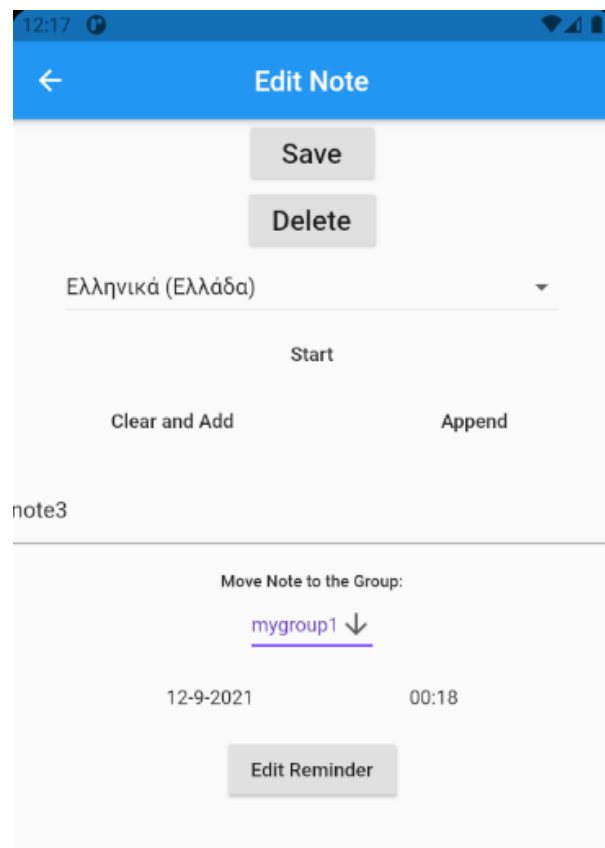 12:17
Edit Note
Save
Delete
Ελληνικά (Ελλάδα)
Start
Clear and Add Append
note3
Move Note to the Group:
mygroup1
12-9-2021 00:18
Edit Reminder